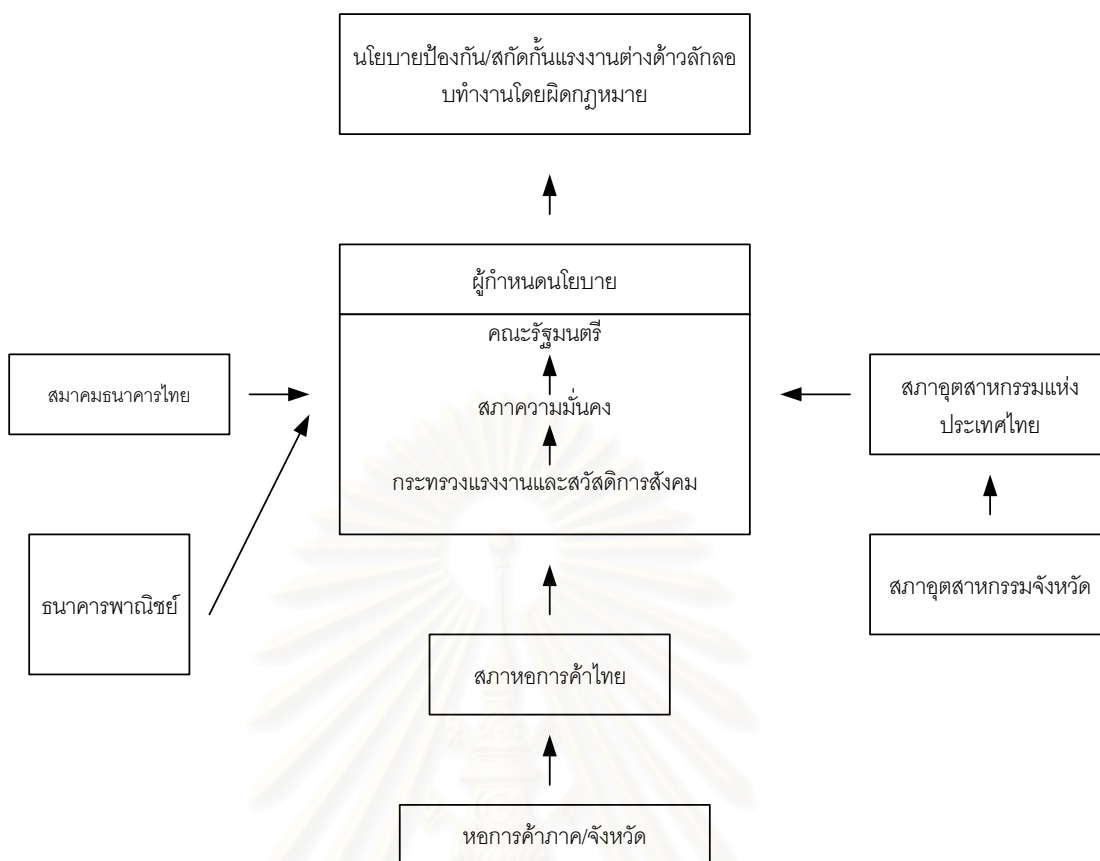 นโยบายป้องกัน/สกัดกั้นแรงงานต่างด้าวลักลอ
บทำงานโดยผิดกฎหมาย
ผู้กำหนดนโยบาย
คณะรัฐมนตรี
สมาคมธนาคารไทย
สภาความมั่นคง
สภาอุตสาหกรรมแห่ง
ประเทศไทย
กระทรวงแรงงานและสวัสดิการสังคม
ธนาคารพาณิชย์
สภาอุตสาหกรรมจังหวัด
สภาหอการค้าไทย
หอการค้าภาค/จังหวัด